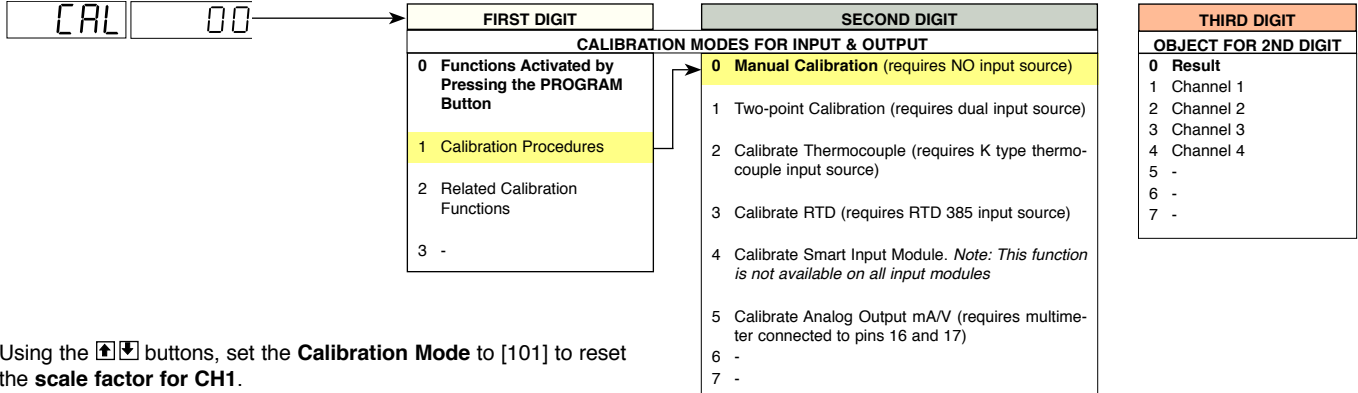 CAL 00
FIRST DIGIT
SECOND DIGIT
THIRD DIGIT
CALIBRATION MODES FOR INPUT & OUTPUT
OBJECT FOR 2ND DIGIT
0 Functions Activated by
Pressing the PROGRAM
Button
1 Calibration Procedures
2 Related Calibration
Functions
3 -
0 Manual Calibration (requires NO input source)
1 Two-point Calibration (requires dual input source)
2 Calibrate Thermocouple (requires K type thermo-
couple input source)
3 Calibrate RTD (requires RTD 385 input source)
4 Calibrate Smart Input Module. Note: This function
is not available on all input modules
5 Calibrate Analog Output mA/V (requires multime-
ter connected to pins 16 and 17)
6 -
7 -
0 Result
1 Channel 1
2 Channel 2
3 Channel 3
4 Channel 4
5 -
6 -
7 -
Using the buttons, set the Calibration Mode to [101] to reset
the scale factor for CH1.